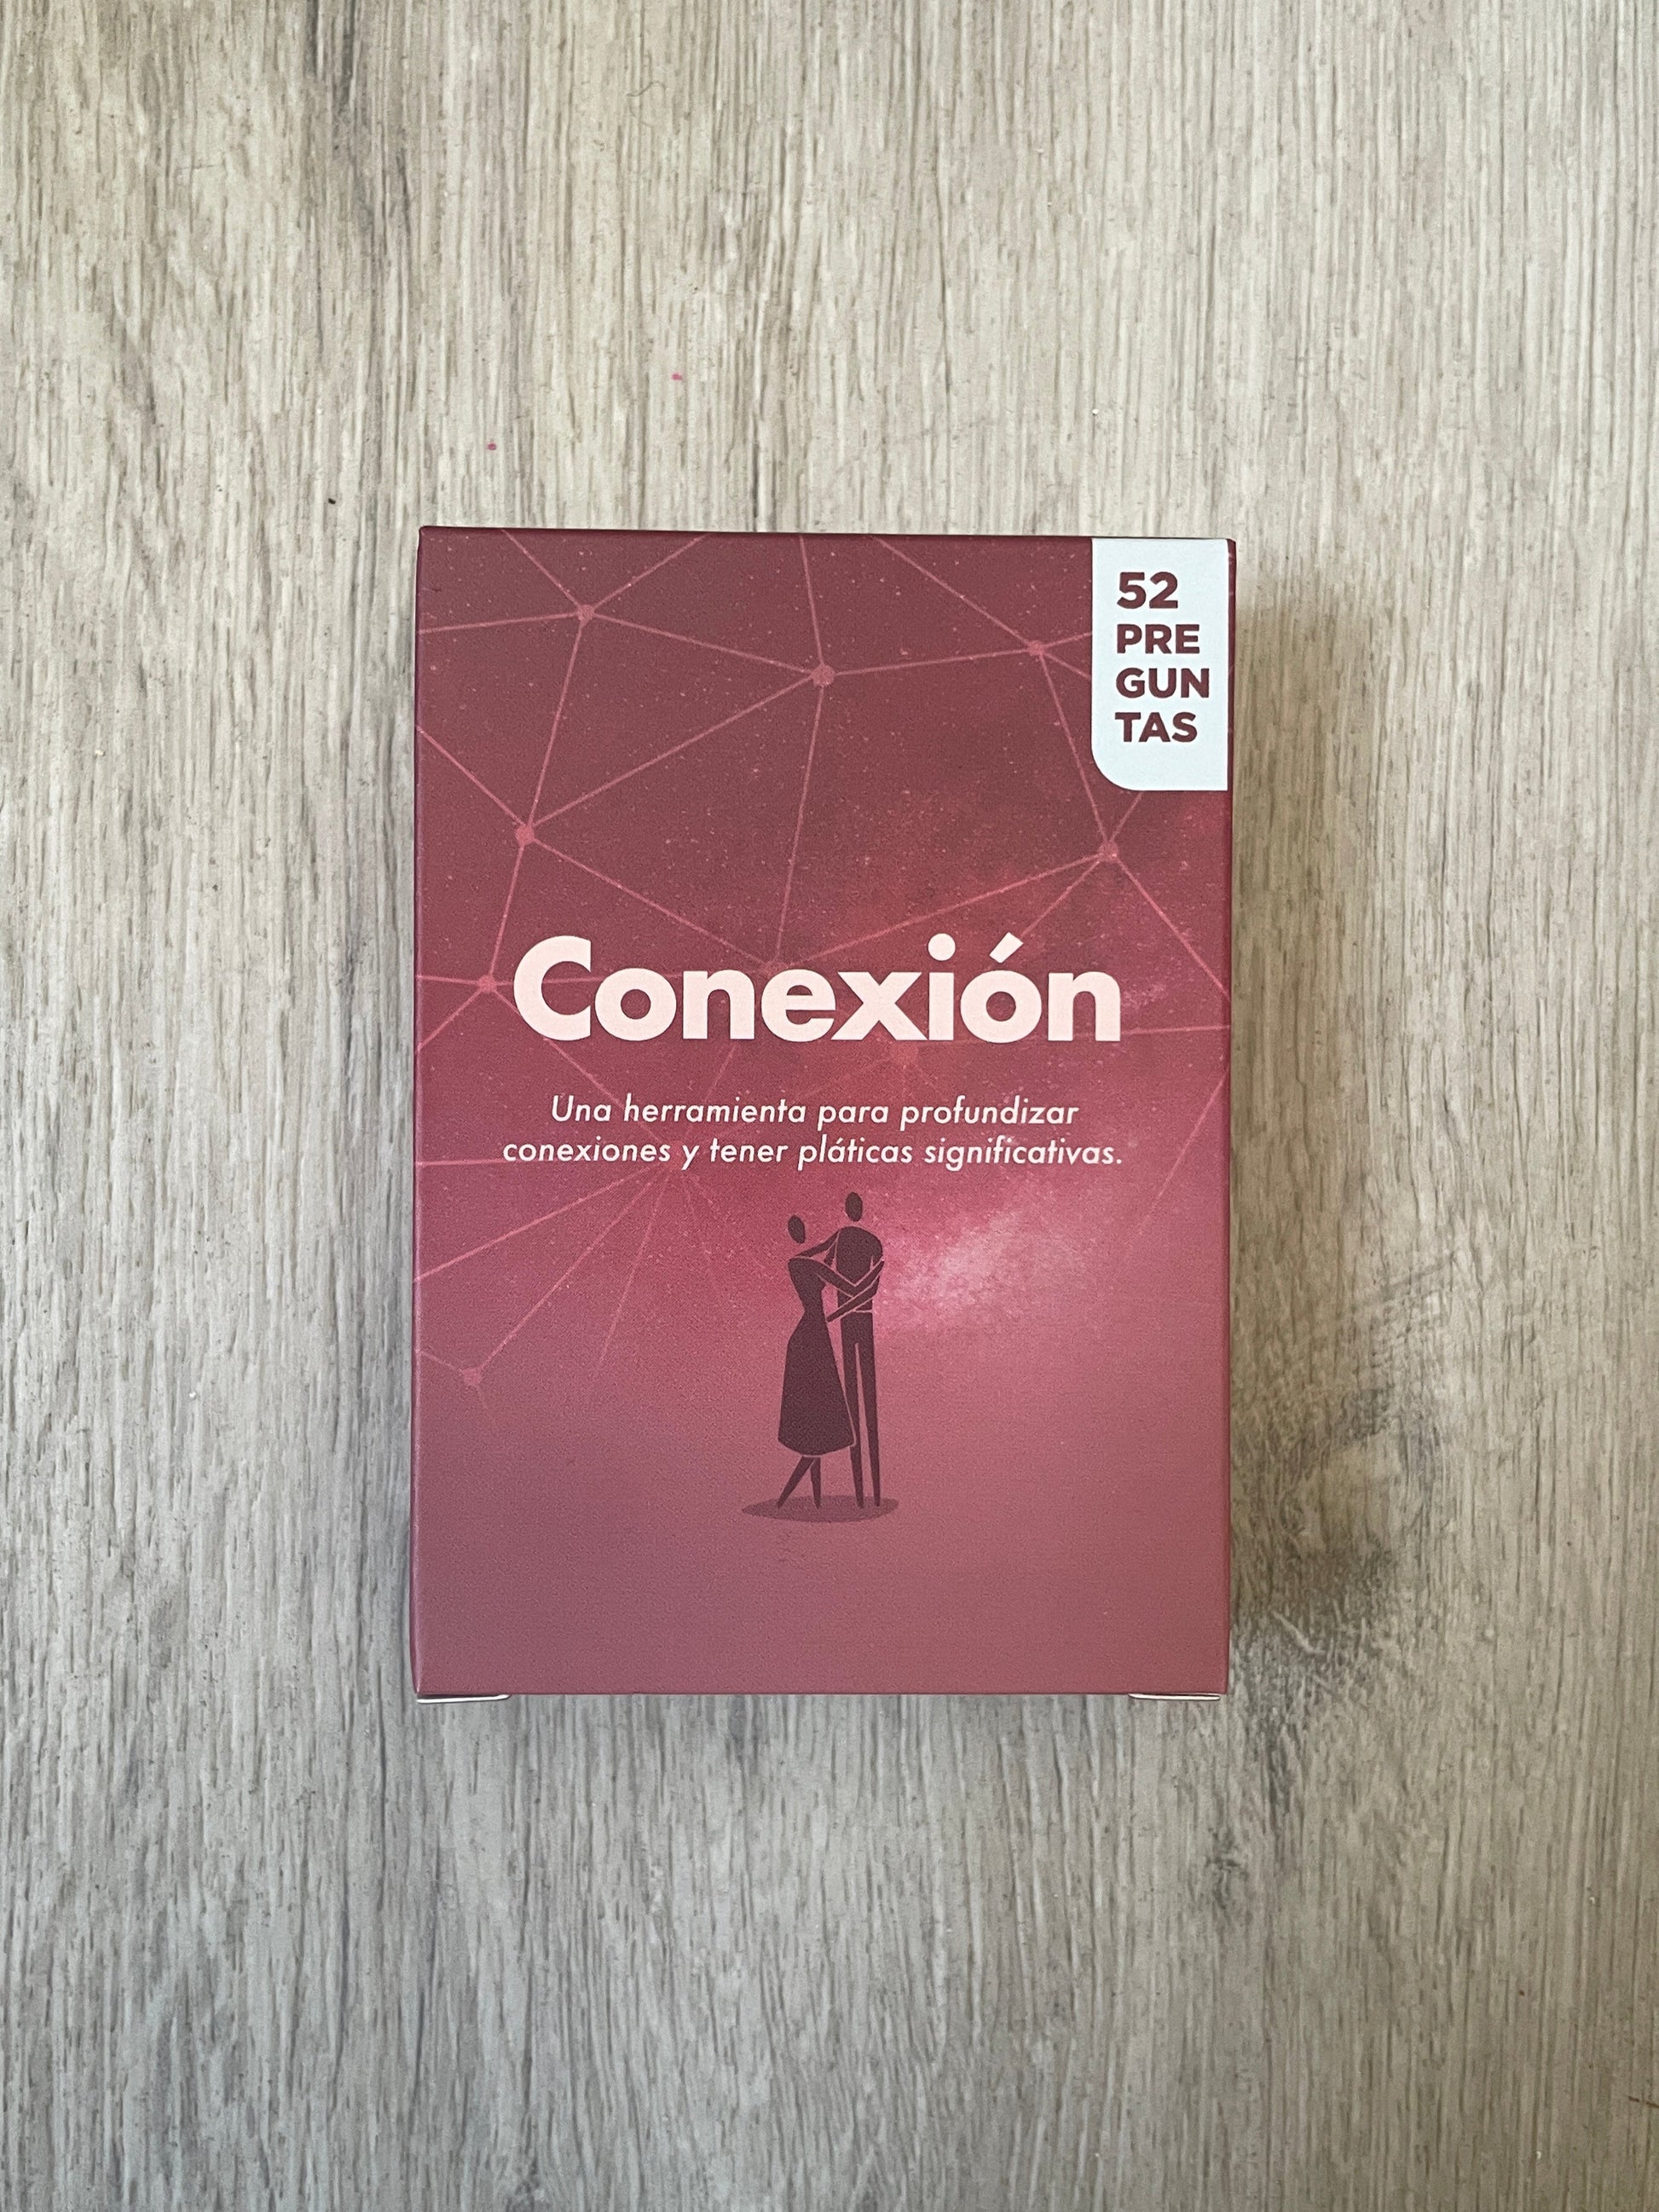 52
PRE
GUN
TAS
Conexión
Una herramienta para profundizar
conexiones y tener pláticas significativas.